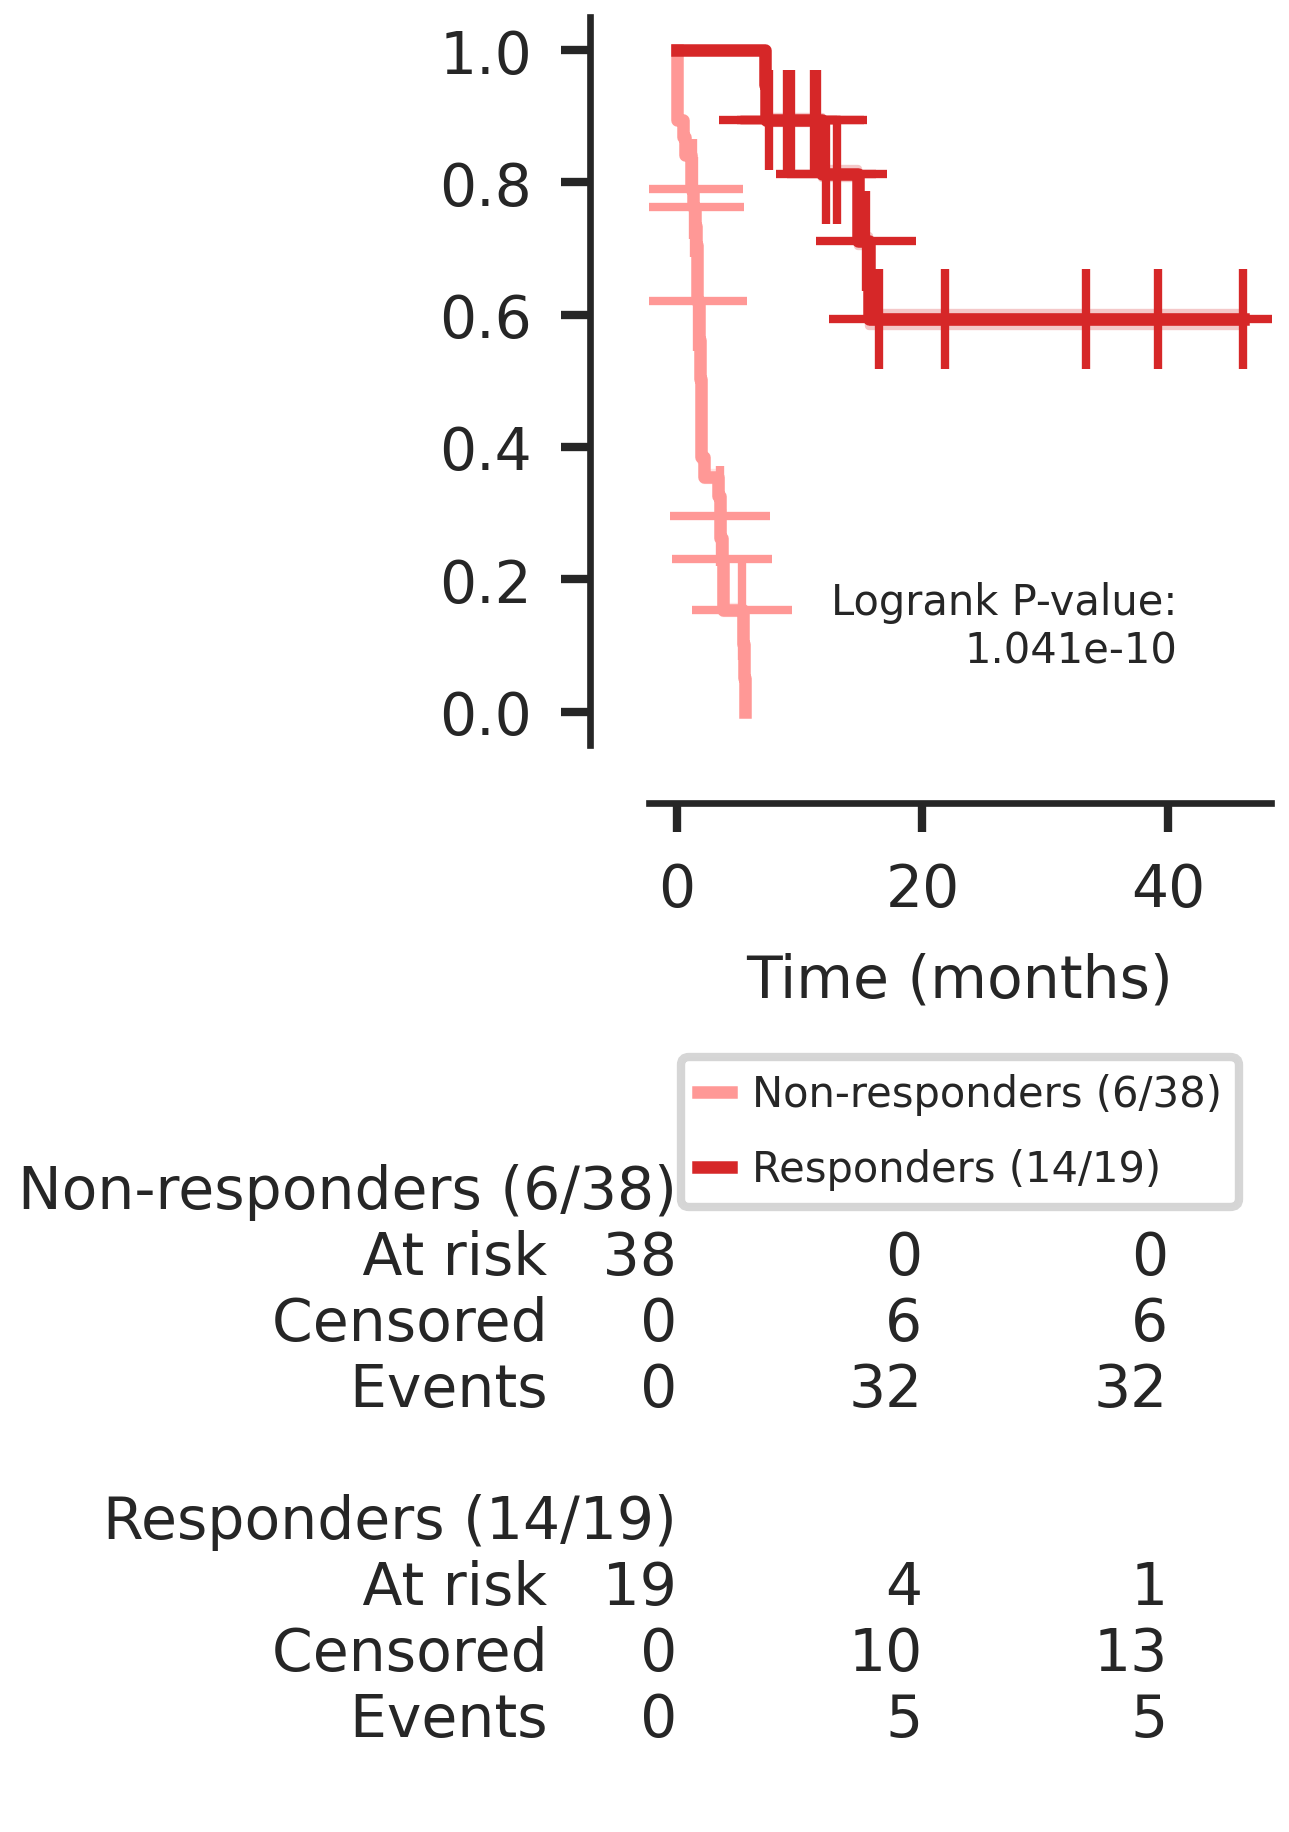 1.0
0.8
0.6
0.4
0.2
0.0
Logrank P-value:
1.041e-10
0 20 40
Time (months)
Non-responders (6/38)
Responders (14/19)
Non-responders (6/38)
At risk 38 0 0
Censored 0 6 6
Events 0 32 32
Responders (14/19)
At risk 19 4 1
Censored 0 10 13
Events 0 5 5